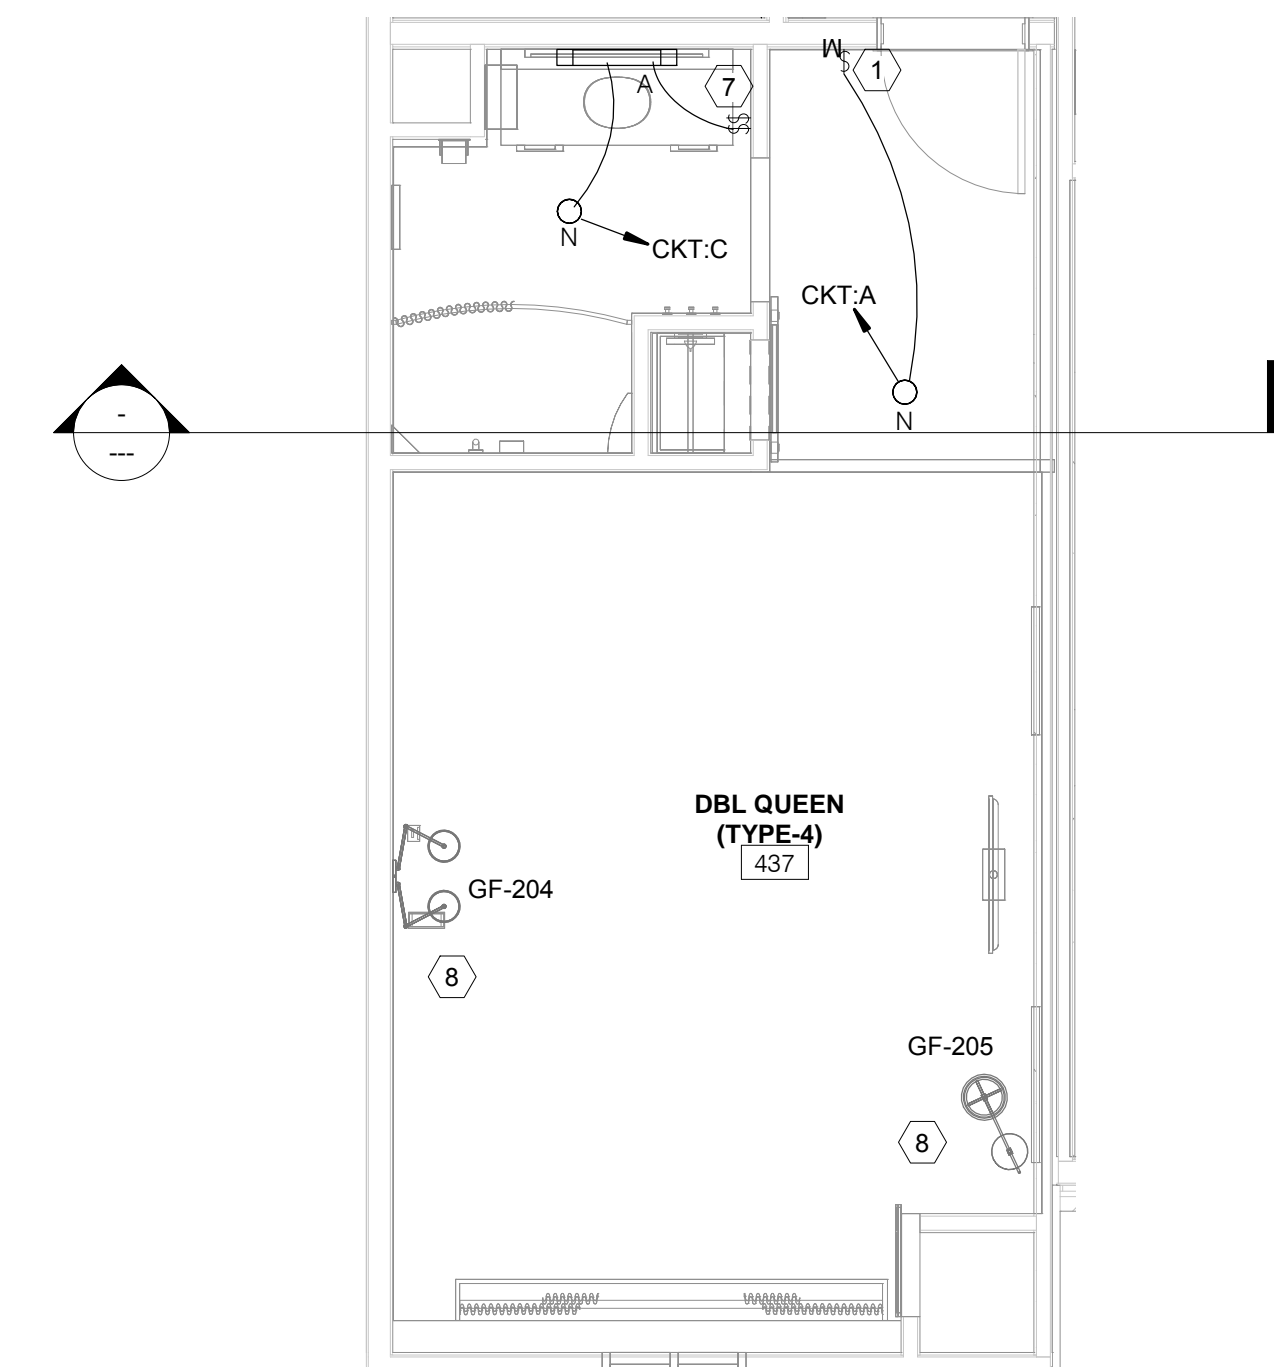 M
$
1
A
7
$$
N
CKT:C
CKT:A
N
-
---
DBL QUEEN
(TYPE-4)
437
GF-204
8
GF-205
8